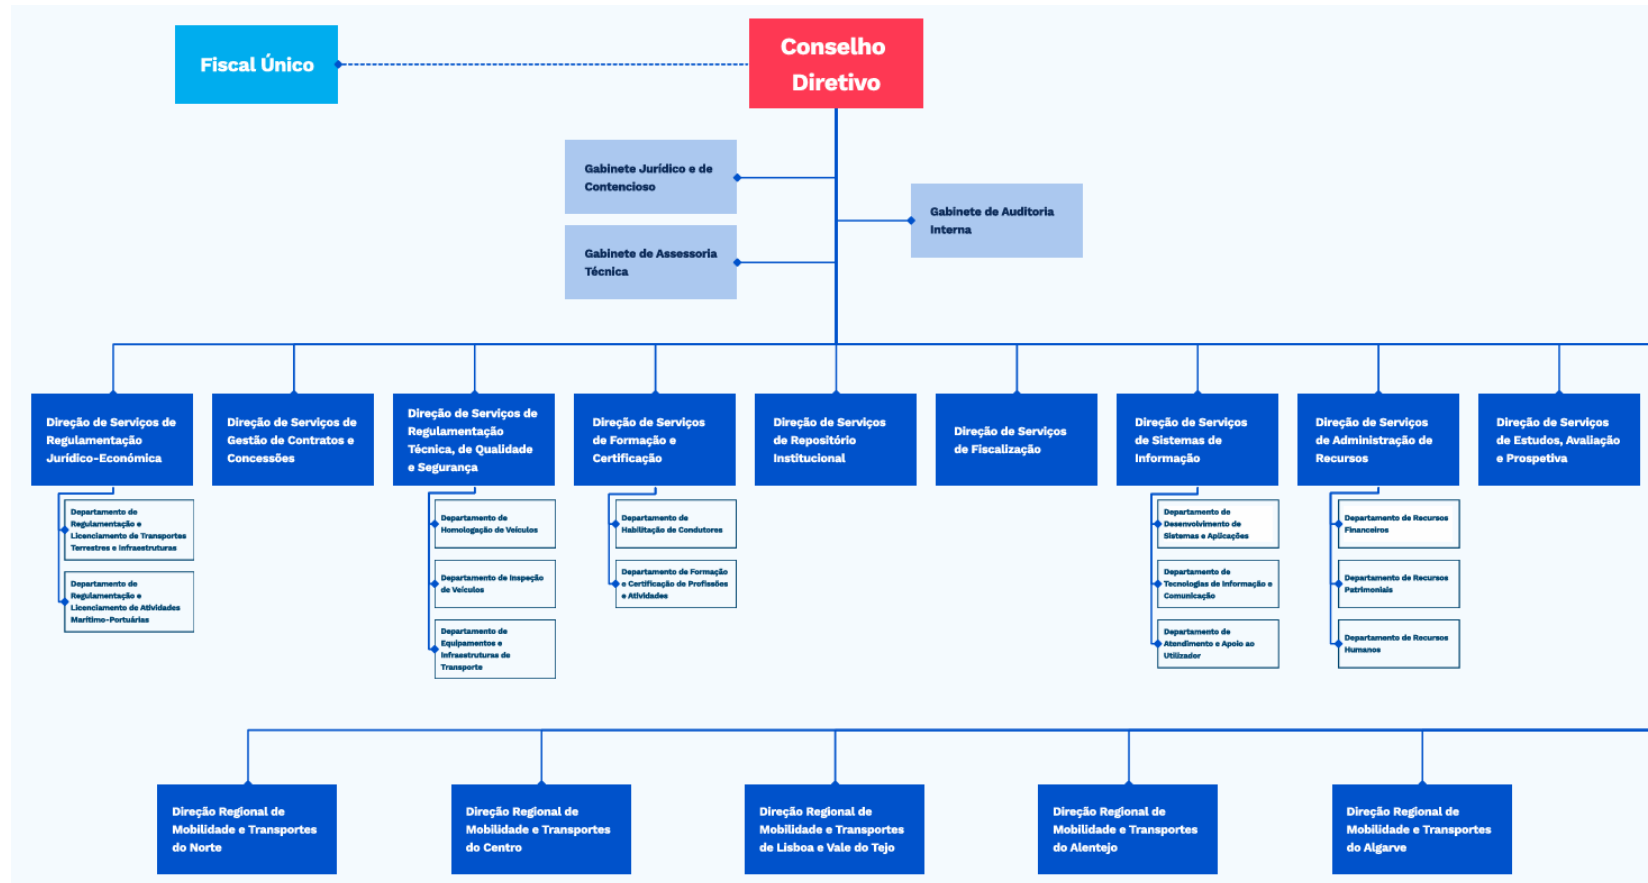 Fiscal Único
Conselho
Diretivo
Gabinete Jurídico e de
Contencioso
Gabinete de Auditoria
Interna
Gabinete de Assessoria
Técnica
Direção de Serviços de
Regulamentação
Jurídico-Económica
Direção de Serviços de
Gestão de Contratos e
Concessões
Direção de Serviços de
Regulamentação
Técnica, de Qualidade
e Segurança
Direção de Serviços
de Formação e
Certificação
Direção de Serviços
de Repositório
Institucional
Direção de Serviços
de Fiscalização
Direção de Serviços
de Sistemas de
Informação
Direção de Serviços
de Administração de
Recursos
Direção de Serviços
de Estudos, Avaliação
e Prospetiva
Departamento de
Regulamentação e
Licenciamento de Transportes
Terrestres e Infraestruturas
Departamento de
Regulamentação e
Licenciamento de Atividades
Marítimo-Portuárias
Departamento de
Homologação de Veículos
Departamento de Inspeção
de Veículos
Departamento de
Equipamentos e
Infraestruturas de
Transporte
Departamento de
Habilitação de Condutores
Departamento de Formação
e Certificação de Profissões
e Atividades
Departamento de
Desenvolvimento de
Sistemas e Aplicações
Departamento de
Tecnologias de Informação e
Comunicação
Departamento de
Atendimento e Apoio ao
Utilizador
Departamento de Recursos
Financeiros
Departamento de Recursos
Patrimoniais
Departamento de Recursos
Humanos
Direção Regional de
Mobilidade e Transportes
do Norte
Direção Regional de
Mobilidade e Transportes
do Centro
Direção Regional de
Mobilidade e Transportes
de Lisboa e Vale do Tejo
Direção Regional de
Mobilidade e Transportes
do Alentejo
Direção Regional de
Mobilidade e Transportes
do Algarve